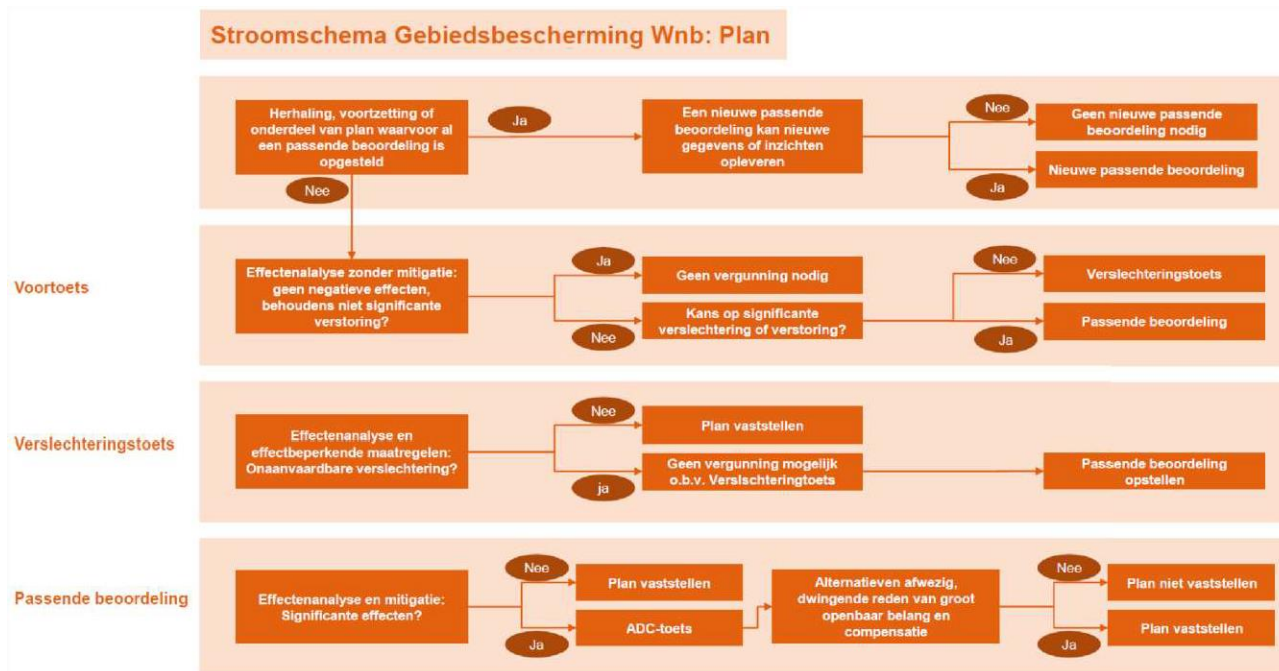 Stroomschema Gebiedsbescherming Wnb: Plan
Herhaling, voortzetting of
onderdeel van plan waarvoor al
een passende beoordeling is
opgesteld
Ja
Een nieuwe passende
beoordeling kan nieuwe
gegevens of inzichten
opleveren
Nee
Geen nieuwe passende
beoordeling nodig
Ja
Nieuwe passende beoordeling
Nee
Voortoets
Effectenalalyse zonder mitigatie:
geen negatieve effecten,
behoudens niet significante
verstoring?
Ja
Geen vergunning nodig
Nee
Kans op significante
verslechtering of verstoring?
Nee
Verslechteringstoets
Ja
Passende beoordeling
Verslechteringstoets
Effectenanalyse en
effectbeperkende maatregelen:
Onaanvaardbare verslechtering?
Nee
Plan vaststellen
ja
Geen vergunning mogelijk
o.b.v. Verslschteringtoets
Passende beoordeling
opstellen
Passende beoordeling
Effectenanalyse en mitigatie:
Significante effecten?
Nee
Plan vaststellen
Ja
ADC-toets
Alternatieven afwezig,
dwingende reden van groot
openbaar belang en
compensatie
Nee
Plan niet vaststellen
Ja
Plan vaststellen